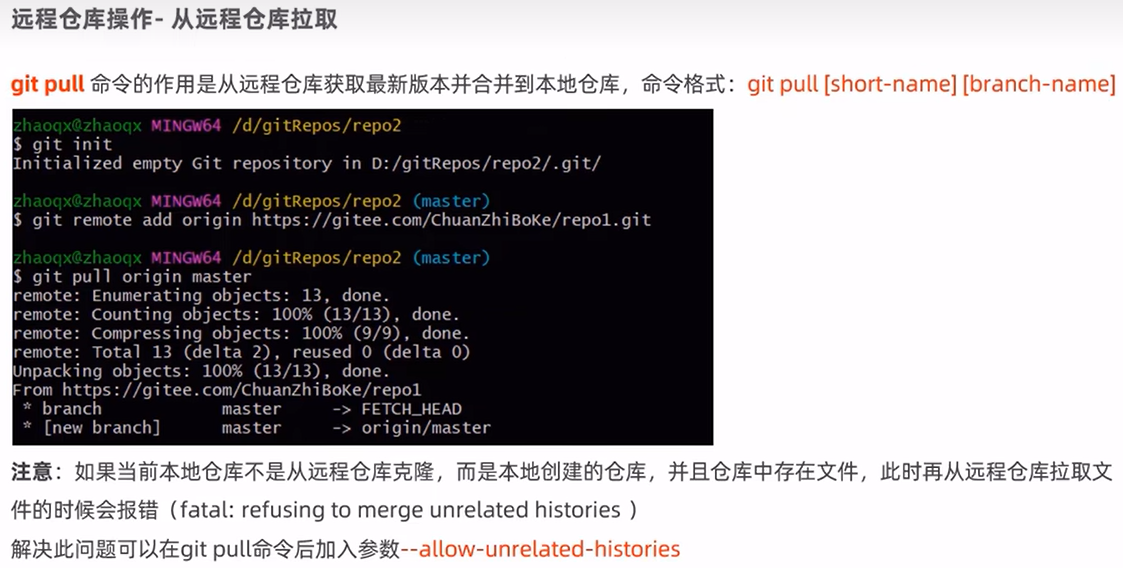 远程仓库操作- 从远程仓库拉取
git pull 命令的作用是从远程仓库获取最新版本并合并到本地仓库，命令格式：git pull [short-name] [branch-name]
zhaoqx@zhaoqx MINGW64 /d/gitRepos/repo2
$ git init
Initialized empty Git repository in D:/gitRepos/repo2/.git/
zhaoqx@zhaoqx MINGW64 /d/gitRepos/repo2 (master)
$ git remote add origin https://gitee.com/ChuanZhiBoKe/repo1.git
zhaoqx@zhaoqx MINGW64 /d/gitRepos/repo2 (master)
$ git pull origin master
remote: Enumerating objects: 13, done.
remote: Counting objects: 100% (13/13), done.
remote: Compressing objects: 100% (9/9), done.
remote: Total 13 (delta 2), reused 0 (delta 0)
Unpacking objects: 100% (13/13), done.
From https://gitee.com/ChuanZhiBoKe/repo1
 * branch            master     -> FETCH_HEAD
 * [new branch]      master     -> origin/master
注意：如果当前本地仓库不是从远程仓库克隆，而是本地创建的仓库，并且仓库中存在文件，此时再从远程仓库拉取文
件的时候会报错（fatal: refusing to merge unrelated histories ）
解决此问题可以在git pull命令后加入参数--allow-unrelated-histories